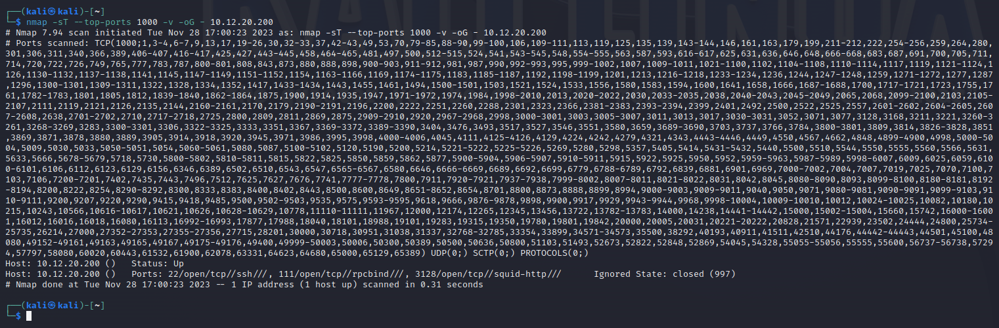 ┌──(kali㉿kali)-[~]
└─$ nmap -sT --top-ports 1000 -v -oG - 10.12.20.200
# Nmap 7.94 scan initiated Tue Nov 28 17:00:23 2023 as: nmap -sT --top-ports 1000 -v -oG - 10.12.20.200
# Ports scanned: TCP(1000;1,3-4,6-7,9,13,17,19-26,30,32-33,37,42-43,49,53,70,79-85,88-90,99-100,106,109-111,113,119,125,135,139,143-144,146,161,163,179,199,211-212,222,254-256,259,264,280,
301,306,311,340,366,389,406-407,416-417,425,427,443-445,458,464-465,481,497,500,512-515,524,541,543-545,548,554-555,563,587,593,616-617,625,631,636,646,648,666-668,683,687,691,700,705,711,
714,720,722,726,749,765,777,783,787,800-801,808,843,873,880,888,898,900-903,911-912,981,987,990,992-993,995,999-1002,1007,1009-1011,1021-1100,1102,1104-1108,1110-1114,1117,1119,1121-1124,1
126,1130-1132,1137-1138,1141,1145,1147-1149,1151-1152,1154,1163-1166,1169,1174-1175,1183,1185-1187,1192,1198-1199,1201,1213,1216-1218,1233-1234,1236,1244,1247-1248,1259,1271-1272,1277,1287
,1296,1300-1301,1309-1311,1322,1328,1334,1352,1417,1433-1434,1443,1455,1461,1494,1500-1501,1503,1521,1524,1533,1556,1580,1583,1594,1600,1641,1658,1666,1687-1688,1700,1717-1721,1723,1755,17
61,1782-1783,1801,1805,1812,1839-1840,1862-1864,1875,1900,1914,1935,1947,1971-1972,1974,1984,1998-2010,2013,2020-2022,2030,2033-2035,2038,2040-2043,2045-2049,2065,2068,2099-2100,2103,2105-
2107,2111,2119,2121,2126,2135,2144,2160-2161,2170,2179,2190-2191,2196,2200,2222,2251,2260,2288,2301,2323,2366,2381-2383,2393-2394,2399,2401,2492,2500,2522,2525,2557,2601-2602,2604-2605,260
7-2608,2638,2701-2702,2710,2717-2718,2725,2800,2809,2811,2869,2875,2909-2910,2920,2967-2968,2998,3000-3001,3003,3005-3007,3011,3013,3017,3030-3031,3052,3071,3077,3128,3168,3211,3221,3260-3
261,3268-3269,3283,3300-3301,3306,3322-3325,3333,3351,3367,3369-3372,3389-3390,3404,3476,3493,3517,3527,3546,3551,3580,3659,3689-3690,3703,3737,3766,3784,3800-3801,3809,3814,3826-3828,3851
,3869,3871,3878,3880,3889,3905,3914,3918,3920,3945,3971,3986,3995,3998,4000-4006,4045,4111,4125-4126,4129,4224,4242,4279,4321,4343,4443-4446,4449,4550,4567,4662,4848,4899-4900,4998,5000-50
04,5009,5030,5033,5050-5051,5054,5060-5061,5080,5087,5100-5102,5120,5190,5200,5214,5221-5222,5225-5226,5269,5280,5298,5357,5405,5414,5431-5432,5440,5500,5510,5544,5550,5555,5560,5566,5631,
5633,5666,5678-5679,5718,5730,5800-5802,5810-5811,5815,5822,5825,5850,5859,5862,5877,5900-5904,5906-5907,5910-5911,5915,5922,5925,5950,5952,5959-5963,5987-5989,5998-6007,6009,6025,6059,610
0-6101,6106,6112,6123,6129,6156,6346,6389,6502,6510,6543,6547,6565-6567,6580,6646,6666-6669,6689,6692,6699,6779,6788-6789,6792,6839,6881,6901,6969,7000-7002,7004,7007,7019,7025,7070,7100,7
103,7106,7200-7201,7402,7435,7443,7496,7512,7625,7627,7676,7741,7777-7778,7800,7911,7920-7921,7937-7938,7999-8002,8007-8011,8021-8022,8031,8042,8045,8080-8090,8093,8099-8100,8180-8181,8192
-8194,8200,8222,8254,8290-8292,8300,8333,8383,8400,8402,8443,8500,8600,8649,8651-8652,8654,8701,8800,8873,8888,8899,8994,9000-9003,9009-9011,9040,9050,9071,9080-9081,9090-9091,9099-9103,91
10-9111,9200,9207,9220,9290,9415,9418,9485,9500,9502-9503,9535,9575,9593-9595,9618,9666,9876-9878,9898,9900,9917,9929,9943-9944,9968,9998-10004,10009-10010,10012,10024-10025,10082,10180,10
215,10243,10566,10616-10617,10621,10626,10628-10629,10778,11110-11111,11967,12000,12174,12265,12345,13456,13722,13782-13783,14000,14238,14441-14442,15000,15002-15004,15660,15742,16000-1600
1,16012,16016,16018,16080,16113,16992-16993,17877,17988,18040,18101,18988,19101,19283,19315,19350,19780,19801,19842,20000,20005,20031,20221-20222,20828,21571,22939,23502,24444,24800,25734-
25735,26214,27000,27352-27353,27355-27356,27715,28201,30000,30718,30951,31038,31337,32768-32785,33354,33899,34571-34573,35500,38292,40193,40911,41511,42510,44176,44442-44443,44501,45100,48
080,49152-49161,49163,49165,49167,49175-49176,49400,49999-50003,50006,50300,50389,50500,50636,50800,51103,51493,52673,52822,52848,52869,54045,54328,55055-55056,55555,55600,56737-56738,5729
4,57797,58080,60020,60443,61532,61900,62078,63331,64623,64680,65000,65129,65389) UDP(0;) SCTP(0;) PROTOCOLS(0;)
Host: 10.12.20.200 ()	Status: Up
Host: 10.12.20.200 ()	Ports: 22/open/tcp//ssh///, 111/open/tcp//rpcbind///, 3128/open/tcp//squid-http///	Ignored State: closed (997)
# Nmap done at Tue Nov 28 17:00:23 2023 -- 1 IP address (1 host up) scanned in 0.31 seconds
┌──(kali㉿kali)-[~]
└─$